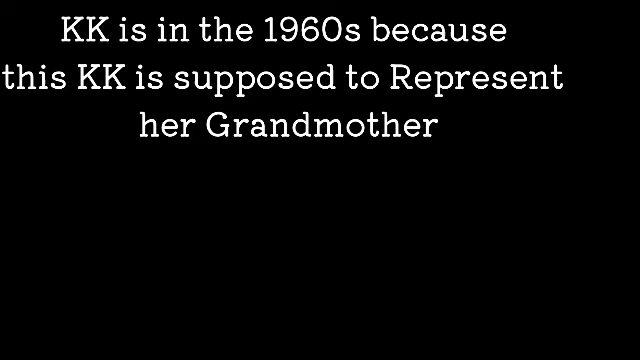 KK is in the 1960s because
this KK is supposed to Represent
her Grandmother